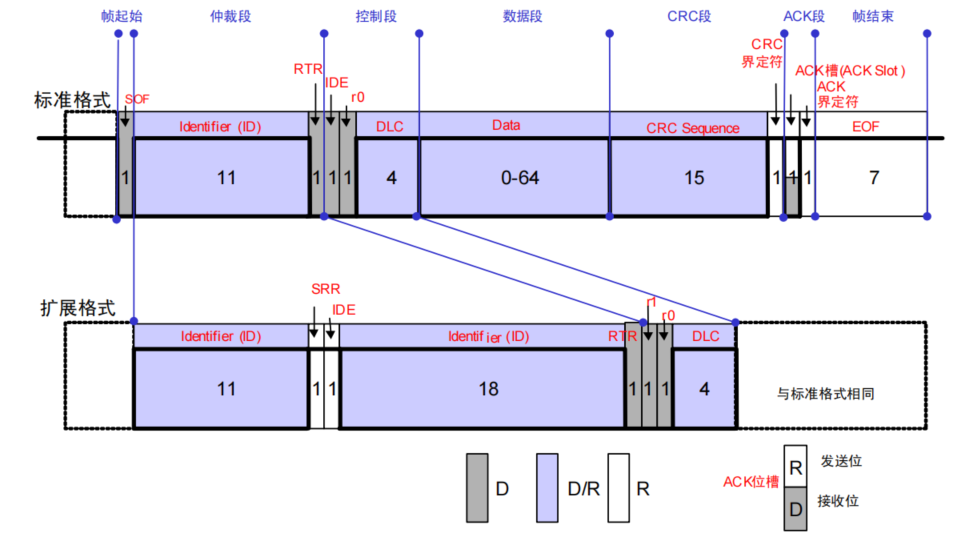 帧起始 仲裁段 控制段 数据段 CRC段 ACK段 帧结束
CRC
界定符
RTR
IDE
r0
ACK槽(ACK Slot)
ACK
界定符
标准格式
SOF
Identifier (ID) DLC Data CRC Sequence EOF
1 11 1 1 1 4 0-64 15 1 1 1 7
扩展格式
SRR
IDE
r1
r0
Identifier (ID) Identifier (ID) RTR DLC
11 1 1 18 1 1 1 4
与标准格式相同
D D/R R
ACK位槽
R 发送位
D 接收位